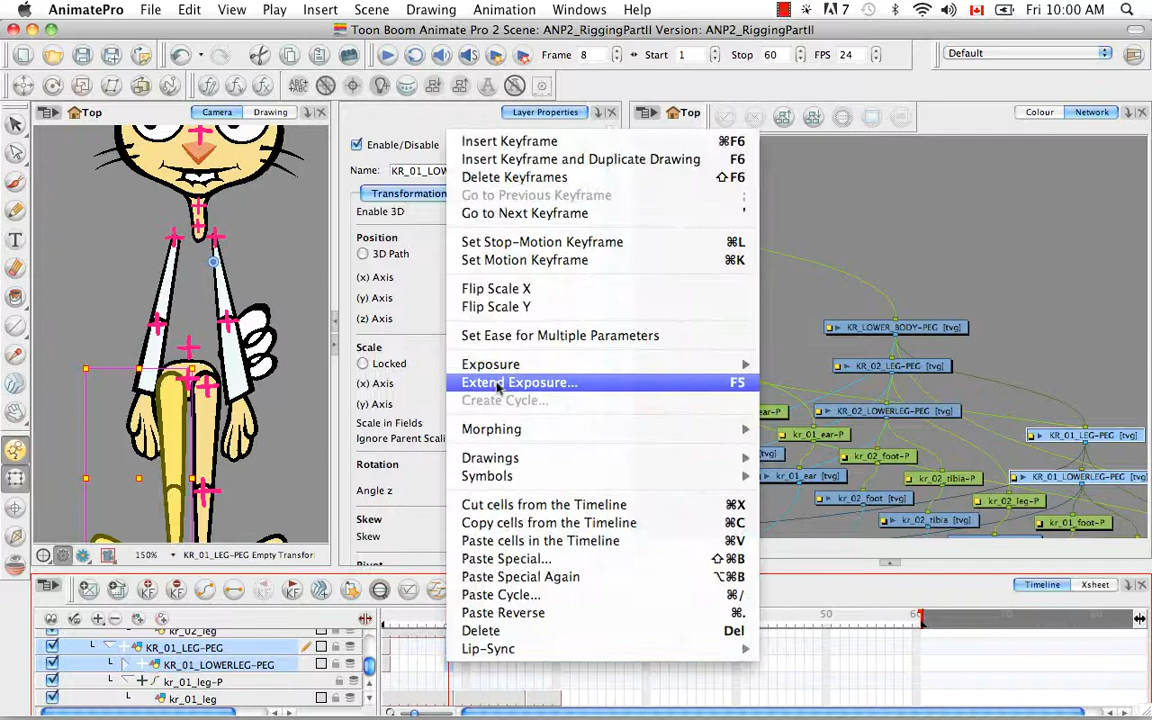 AnimatePro File Edit View Play Insert Scene Drawing Animation Windows Help 7 Fri 10:00 AM
Toon Boom Animate Pro 2 Scene: ANP2_RiggingPartII Version: ANP2_RiggingPartII
Frame 8 Start 1 Stop 60 FPS 24 Default
Top Camera Drawing Layer Properties Top Colour Network
Enable/Disable
Name: KR_01_LOW
Transformation
Enable 3D
Position
3D Path
(x) Axis
(y) Axis
(z) Axis
Scale
Locked
(x) Axis
(y) Axis
Scale in Fields
Ignore Parent Scali
Rotation
Angle z
Skew
Skew
Pivot
Insert Keyframe ⌘F6
Insert Keyframe and Duplicate Drawing F6
Delete Keyframes ⇧F6
Go to Previous Keyframe ;
Go to Next Keyframe '
Set Stop-Motion Keyframe ⌘L
Set Motion Keyframe ⌘K
Flip Scale X
Flip Scale Y
Set Ease for Multiple Parameters
Exposure
Extend Exposure... F5
Create Cycle...
Morphing
Drawings
Symbols
Cut cells from the Timeline ⌘X
Copy cells from the Timeline ⌘C
Paste cells in the Timeline ⌘V
Paste Special... ⇧⌘B
Paste Special Again ⌥⌘B
Paste Cycle... ⌘/
Paste Reverse ⌘.
Delete Del
Lip-Sync
KR_LOWER_BODY-PEG [tvg]
KR_02_LEG-PEG [tvg]
KR_02_LOWERLEG-PEG [tvg]
ear-P
kr_01_ear-P
KR_01_LEG-PEG [tvg]
kr_02_foot-P
kr_01_ear
kr_02_tibia-P
KR_01_LOWERLEG-PEG [tvg]
kr_02_foot [tvg]
kr_02_leg-P
kr_02_tibia [tvg]
kr_01_foot-P
150% KR_01_LEG-PEG Empty Transfor
Timeline Xsheet
50 60
kr_02_leg
KR_01_LEG-PEG
KR_01_LOWERLEG-PEG
kr_01_leg-P
kr_01_leg